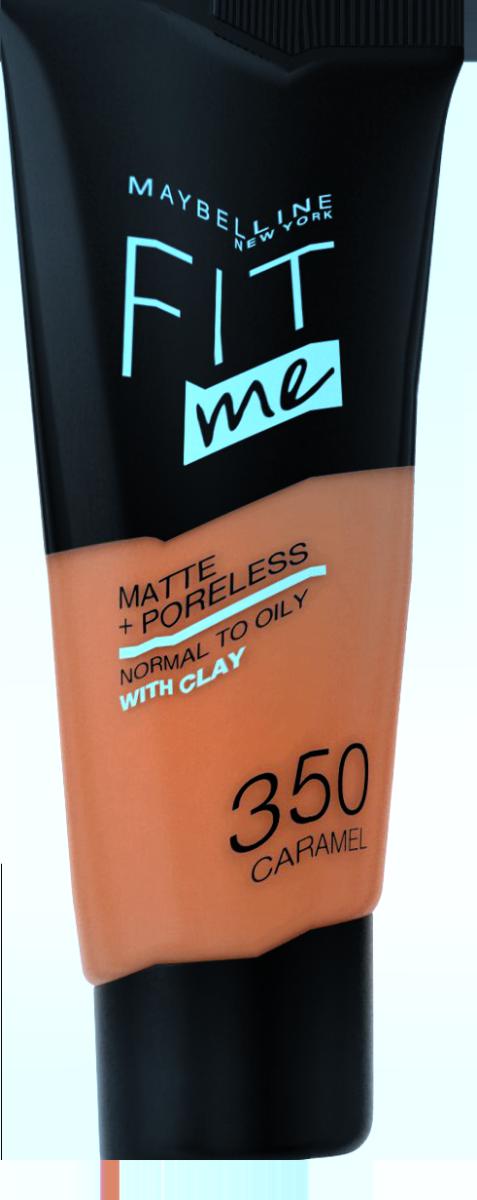 MAYBELLINE
NEW YORK
FIT
me
MATTE
+ PORELESS
NORMAL TO OILY
WITH CLAY
350
CARAMEL